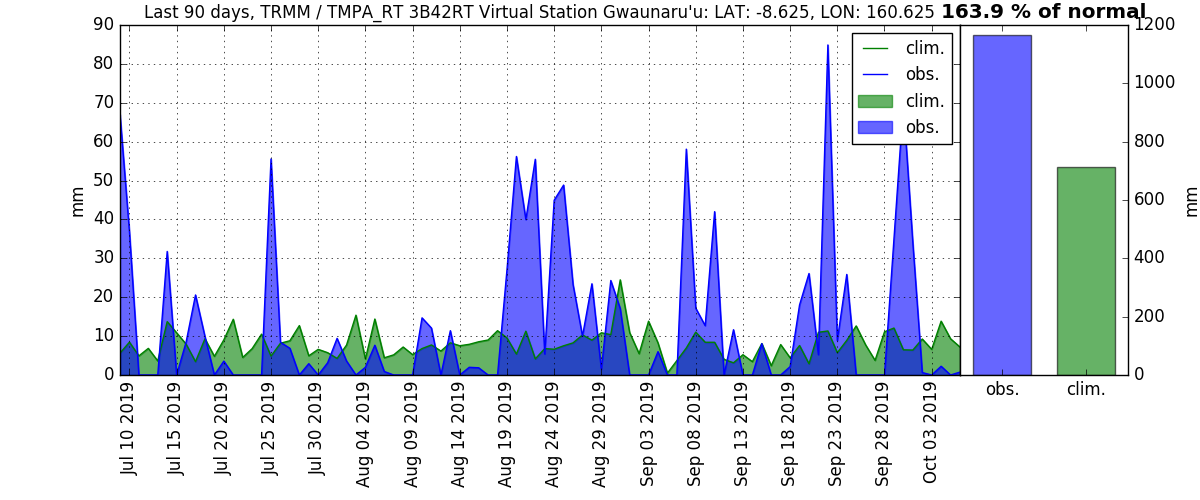 Last 90 days, TRMM / TMPA_RT 3B42RT Virtual Station Gwaunaru'u: LAT: -8.625, LON: 160.625 163.9 % of normal
90
80
70
60
50
40
30
20
10
0
mm
clim.
obs.
clim.
obs.
Jul 10 2019
Jul 15 2019
Jul 20 2019
Jul 25 2019
Jul 30 2019
Aug 04 2019
Aug 09 2019
Aug 14 2019
Aug 19 2019
Aug 24 2019
Aug 29 2019
Sep 03 2019
Sep 08 2019
Sep 13 2019
Sep 18 2019
Sep 23 2019
Sep 28 2019
Oct 03 2019
obs.
clim.
1200
1000
800
600
400
200
0
mm